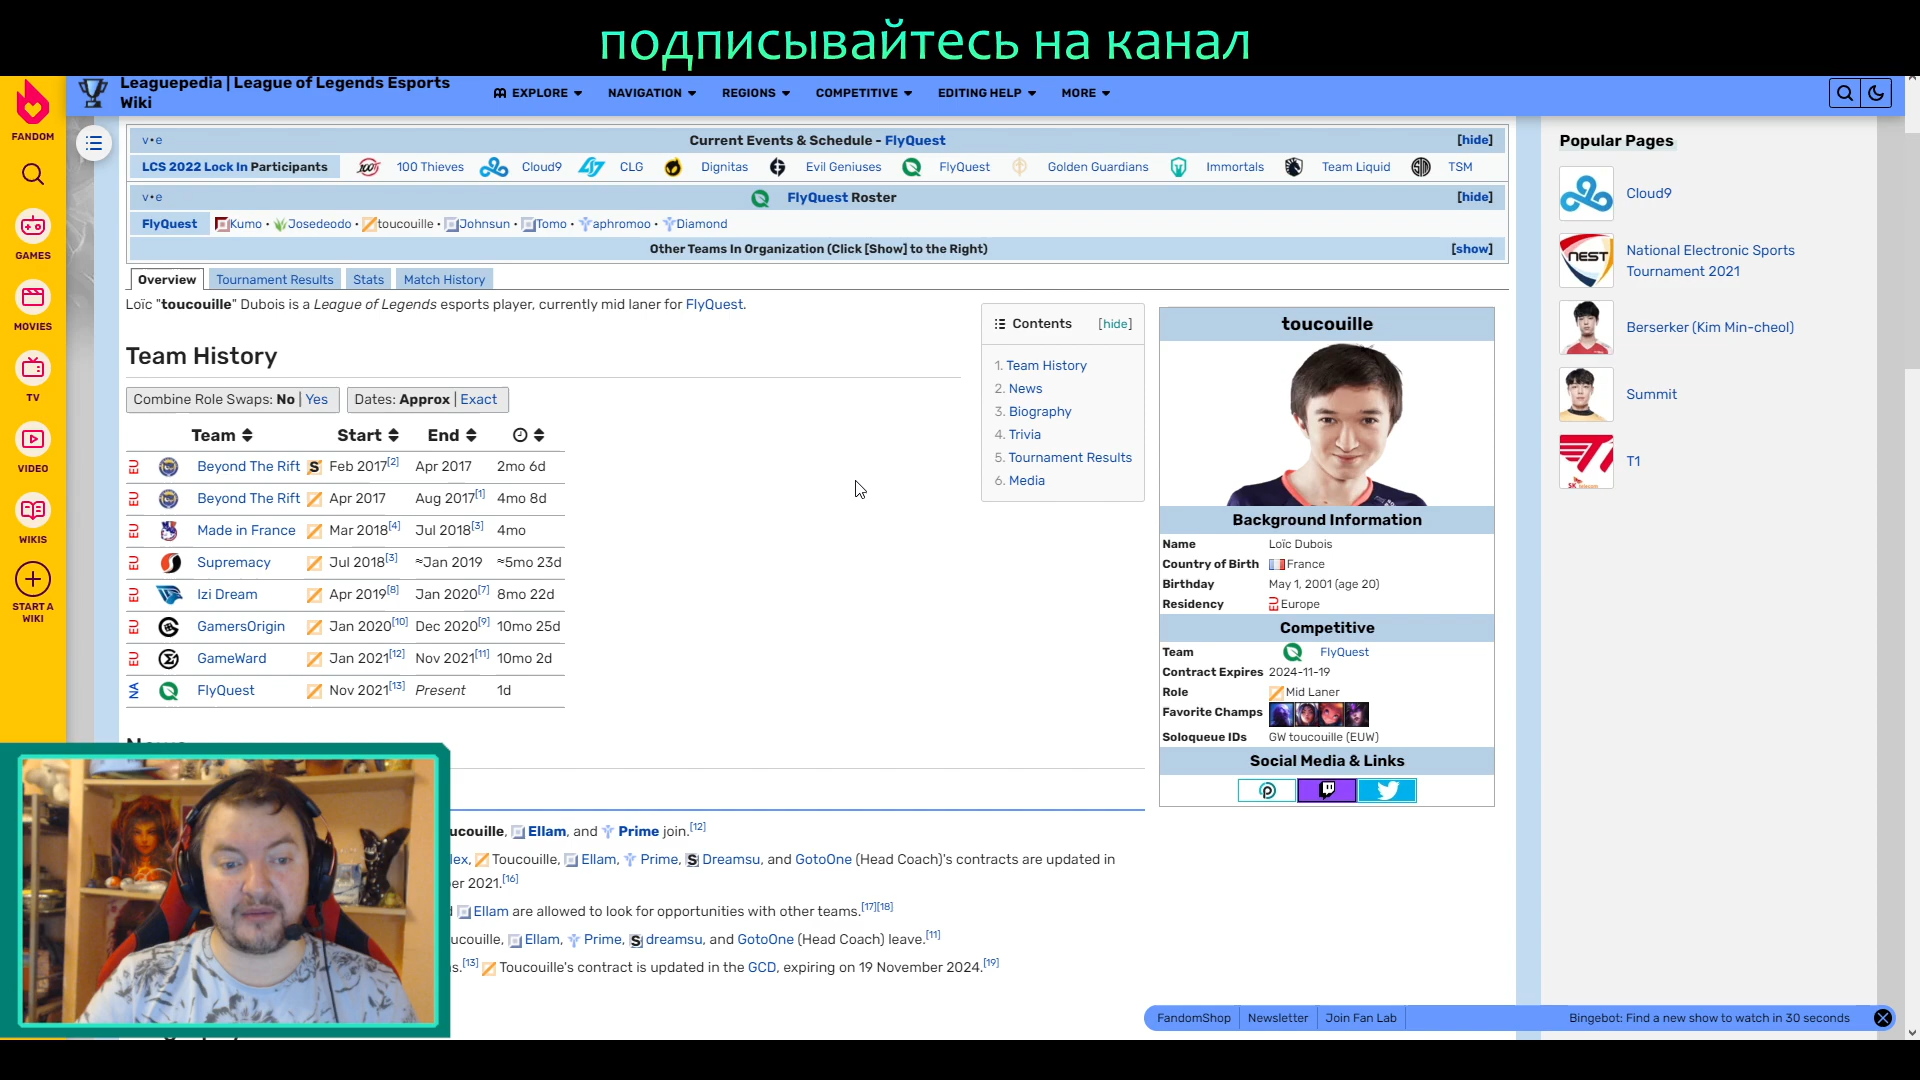 подписывайтесь на канал
Leaguepedia | League of Legends Esports
Wiki
EXPLORE
NAVIGATION
REGIONS
COMPETITIVE
EDITING HELP
MORE
FANDOM
GAMES
MOVIES
TV
VIDEO
WIKIS
START A
WIKI
v•e
Current Events & Schedule - FlyQuest
[hide]
LCS 2022 Lock In Participants
100 Thieves
Cloud9
CLG
Dignitas
Evil Geniuses
FlyQuest
Golden Guardians
Immortals
Team Liquid
TSM
v•e
FlyQuest Roster
[hide]
FlyQuest
Kumo • Josedeodo • toucouille • Johnsun • Tomo • aphromoo • Diamond
Other Teams In Organization (Click [Show] to the Right)
[show]
Overview
Tournament Results
Stats
Match History
Loïc "toucouille" Dubois is a League of Legends esports player, currently mid laner for FlyQuest.
Team History
Combine Role Swaps: No | Yes
Dates: Approx | Exact
Team Start End
EU Beyond The Rift Feb 2017[2] Apr 2017 2mo 6d
EU Beyond The Rift Apr 2017 Aug 2017[1] 4mo 8d
EU Made in France Mar 2018[4] Jul 2018[3] 4mo
EU Supremacy Jul 2018[3] ≈Jan 2019 ≈5mo 23d
EU Izi Dream Apr 2019[8] Jan 2020[7] 8mo 22d
EU GamersOrigin Jan 2020[10] Dec 2020[9] 10mo 25d
EU GameWard Jan 2021[12] Nov 2021[11] 10mo 2d
NA FlyQuest Nov 2021[13] Present 1d
Contents [hide]
1. Team History
2. News
3. Biography
4. Trivia
5. Tournament Results
6. Media
toucouille
Background Information
Name Loïc Dubois
Country of Birth France
Birthday May 1, 2001 (age 20)
Residency Europe
Competitive
Team FlyQuest
Contract Expires 2024-11-19
Role Mid Laner
Favorite Champs
Soloqueue IDs GW toucouille (EUW)
Social Media & Links
Popular Pages
Cloud9
NEST
National Electronic Sports
Tournament 2021
Berserker (Kim Min-cheol)
Summit
T1
ucouille, Ellam, and Prime join.[12]
lex, Toucouille, Ellam, Prime, Dreamsu, and GotoOne (Head Coach)'s contracts are updated in
er 2021.[16]
d Ellam are allowed to look for opportunities with other teams.[17][18]
ucouille, Ellam, Prime, dreamsu, and GotoOne (Head Coach) leave.[11]
s.[13] Toucouille's contract is updated in the GCD, expiring on 19 November 2024.[19]
FandomShop
Newsletter
Join Fan Lab
Bingebot: Find a new show to watch in 30 seconds